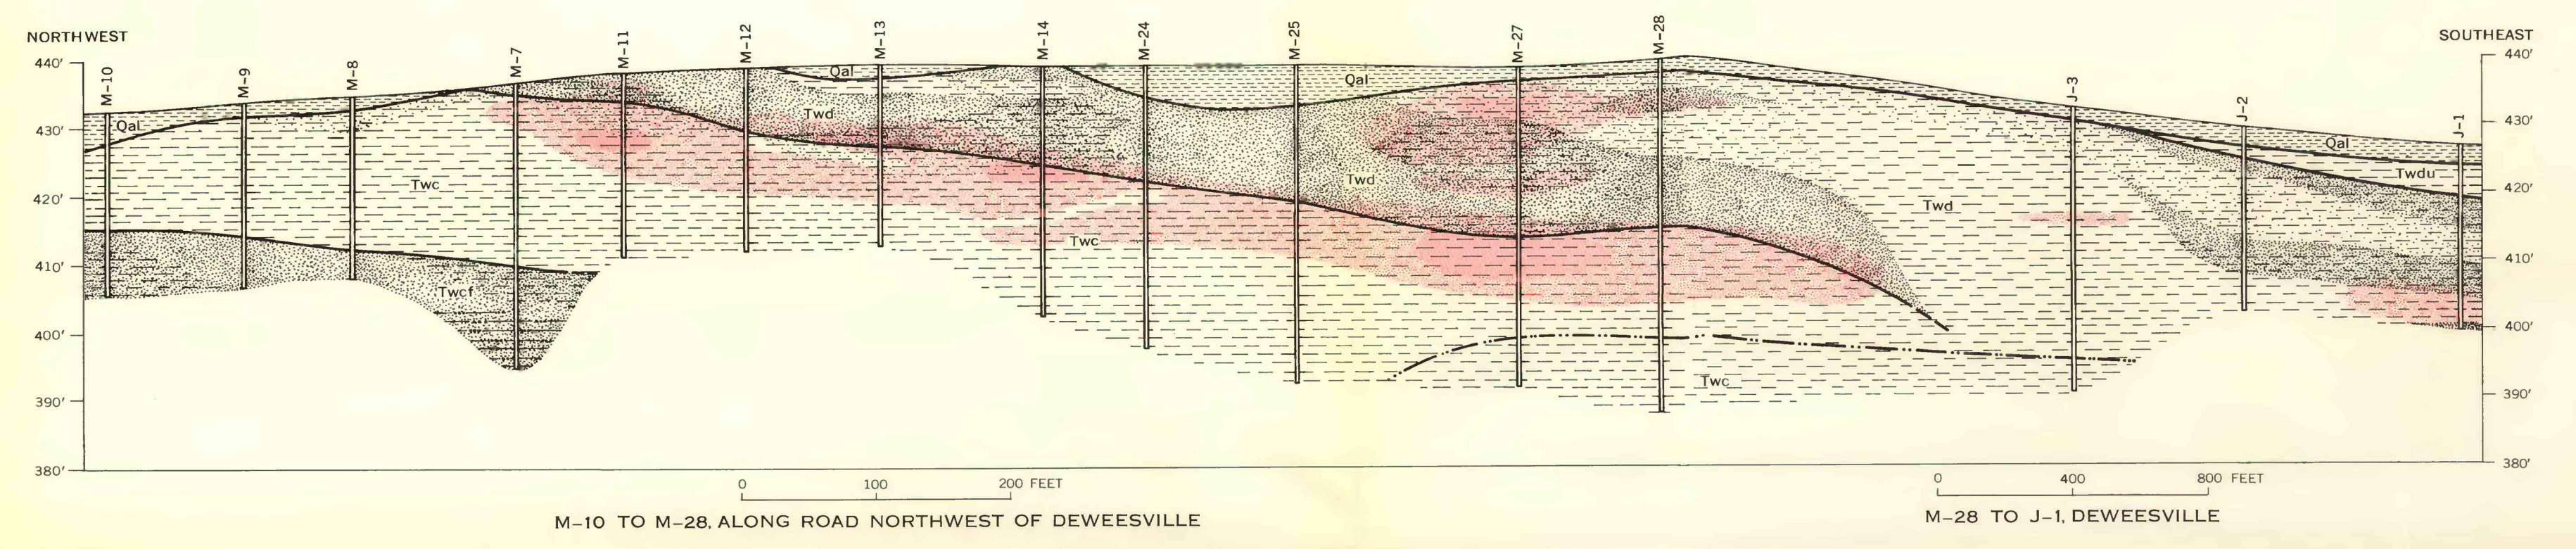 NORTHWEST
SOUTHEAST
M-10
M-9
M-8
M-7
M-11
M-12
M-13
M-14
M-24
M-25
M-27
M-28
J-3
J-2
J-1
440′
430′
420′
410′
400′
390′
380′
440′
430′
420′
410′
400′
390′
380′
Qal
Qal
Qal
Qal
Twd
Twd
Twd
Twdu
Twc
Twc
Twc
Twcf
0 100 200 FEET
0 400 800 FEET
M-10 TO M-28, ALONG ROAD NORTHWEST OF DEWEESVILLE
M-28 TO J-1, DEWEESVILLE